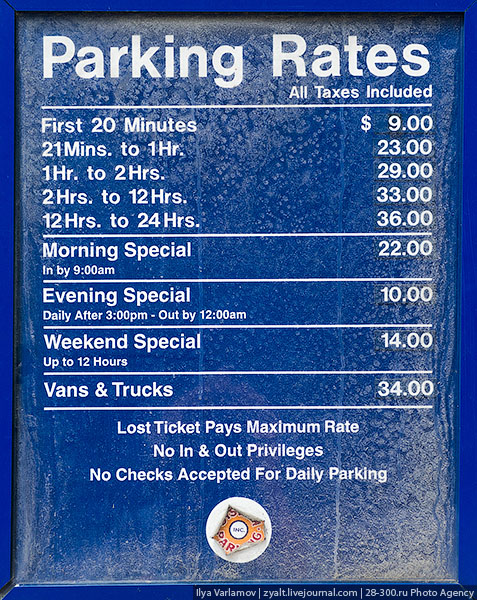 Parking Rates
All Taxes Included
First 20 Minutes $ 9.00
21Mins. to 1Hr. 23.00
1Hr. to 2Hrs. 29.00
2Hrs. to 12Hrs. 33.00
12Hrs. to 24Hrs. 36.00
Morning Special 22.00
In by 9:00am
Evening Special 10.00
Daily After 3:00pm - Out by 12:00am
Weekend Special 14.00
Up to 12 Hours
Vans & Trucks 34.00
Lost Ticket Pays Maximum Rate
No In & Out Privileges
No Checks Accepted For Daily Parking
INC.
Ilya Varlamov | zyalt.livejournal.com | 28-300.ru Photo Agency